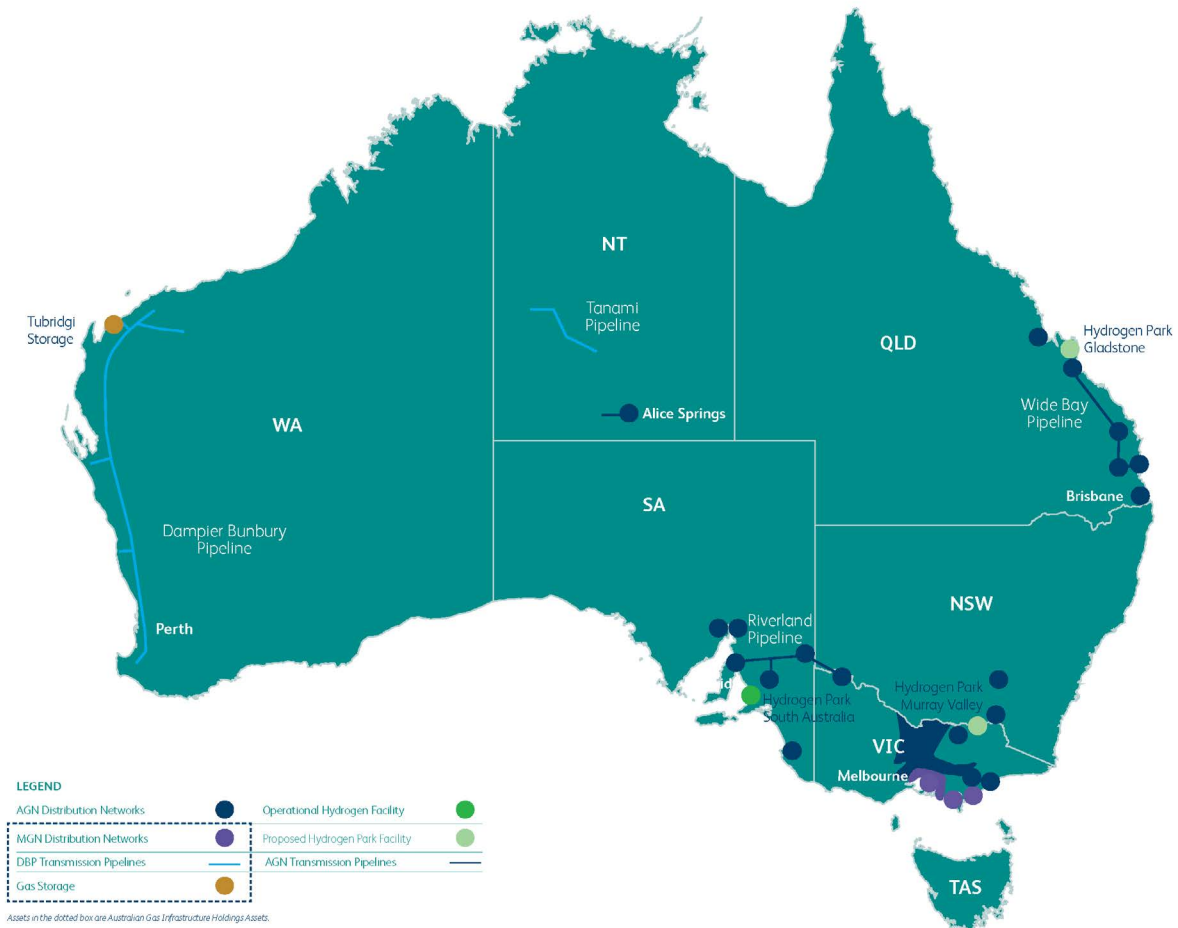 NT
Tanami
Pipeline
Tubridgi
Storage
QLD
Hydrogen Park
Gladstone
WA
Alice Springs
Wide Bay
Pipeline
SA
Brisbane
Dampier Bunbury
Pipeline
NSW
Perth
Riverland
Pipeline
Hydrogen Park
South Australia
Hydrogen Park
Murray Valley
VIC
Melbourne
TAS
LEGEND
AGN Distribution Networks
Operational Hydrogen Facility
MGN Distribution Networks
Proposed Hydrogen Park Facility
DBP Transmission Pipelines
AGN Transmission Pipelines
Gas Storage
Assets in the dotted box are Australian Gas Infrastructure Holdings Assets.